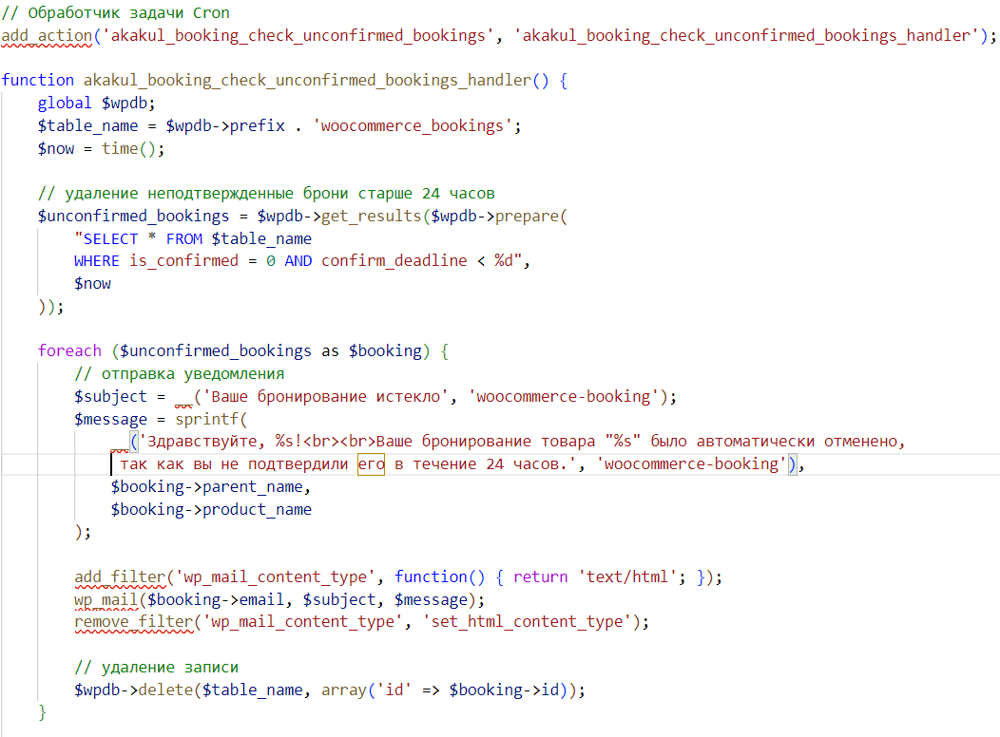 // Обработчик задачи Cron
add_action('akakul_booking_check_unconfirmed_bookings', 'akakul_booking_check_unconfirmed_bookings_handler');
function akakul_booking_check_unconfirmed_bookings_handler() {
global $wpdb;
$table_name = $wpdb->prefix . 'woocommerce_bookings';
$now = time();
// удаление неподтвержденные брони старше 24 часов
$unconfirmed_bookings = $wpdb->get_results($wpdb->prepare(
"SELECT * FROM $table_name
WHERE is_confirmed = 0 AND confirm_deadline < %d",
$now
));
foreach ($unconfirmed_bookings as $booking) {
// отправка уведомления
$subject = __('Ваше бронирование истекло', 'woocommerce-booking');
$message = sprintf(
__('Здравствуйте, %s!<br><br>Ваше бронирование товара "%s" было автоматически отменено,
так как вы не подтвердили его в течение 24 часов.', 'woocommerce-booking'),
$booking->parent_name,
$booking->product_name
);
add_filter('wp_mail_content_type', function() { return 'text/html'; });
wp_mail($booking->email, $subject, $message);
remove_filter('wp_mail_content_type', 'set_html_content_type');
// удаление записи
$wpdb->delete($table_name, array('id' => $booking->id));
}